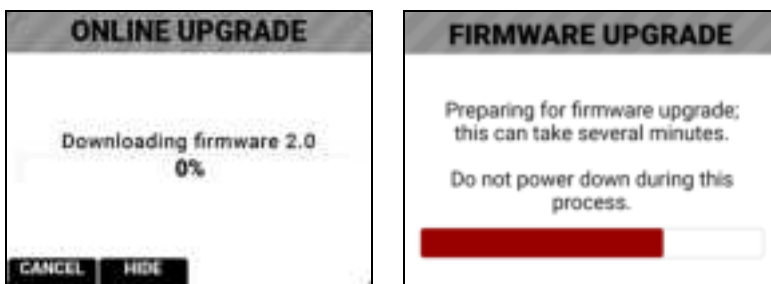 ONLINE UPGRADE
Downloading firmware 2.0
0%
CANCEL HIDE
FIRMWARE UPGRADE
Preparing for firmware upgrade;
this can take several minutes.
Do not power down during this
process.